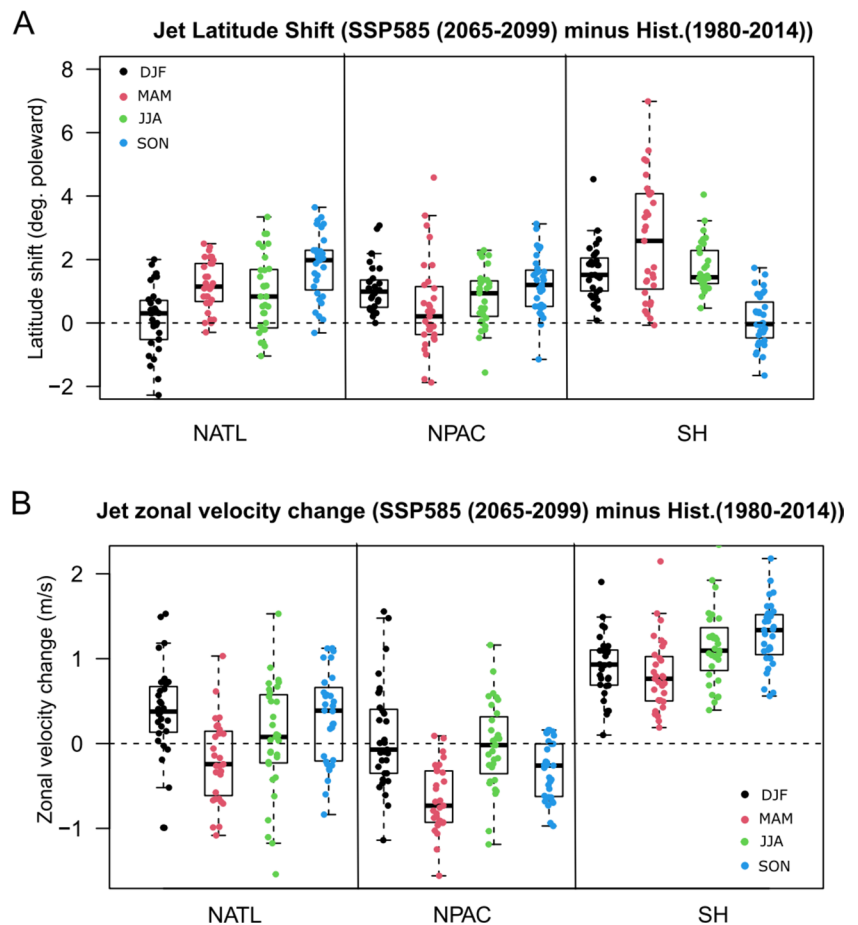 A
Jet Latitude Shift (SSP585 (2065-2099) minus Hist.(1980-2014))
Latitude shift (deg. poleward)
8
6
4
2
0
−2
DJF
MAM
JJA
SON
NATL
NPAC
SH
B
Jet zonal velocity change (SSP585 (2065-2099) minus Hist.(1980-2014))
Zonal velocity change (m/s)
2
1
0
−1
DJF
MAM
JJA
SON
NATL
NPAC
SH